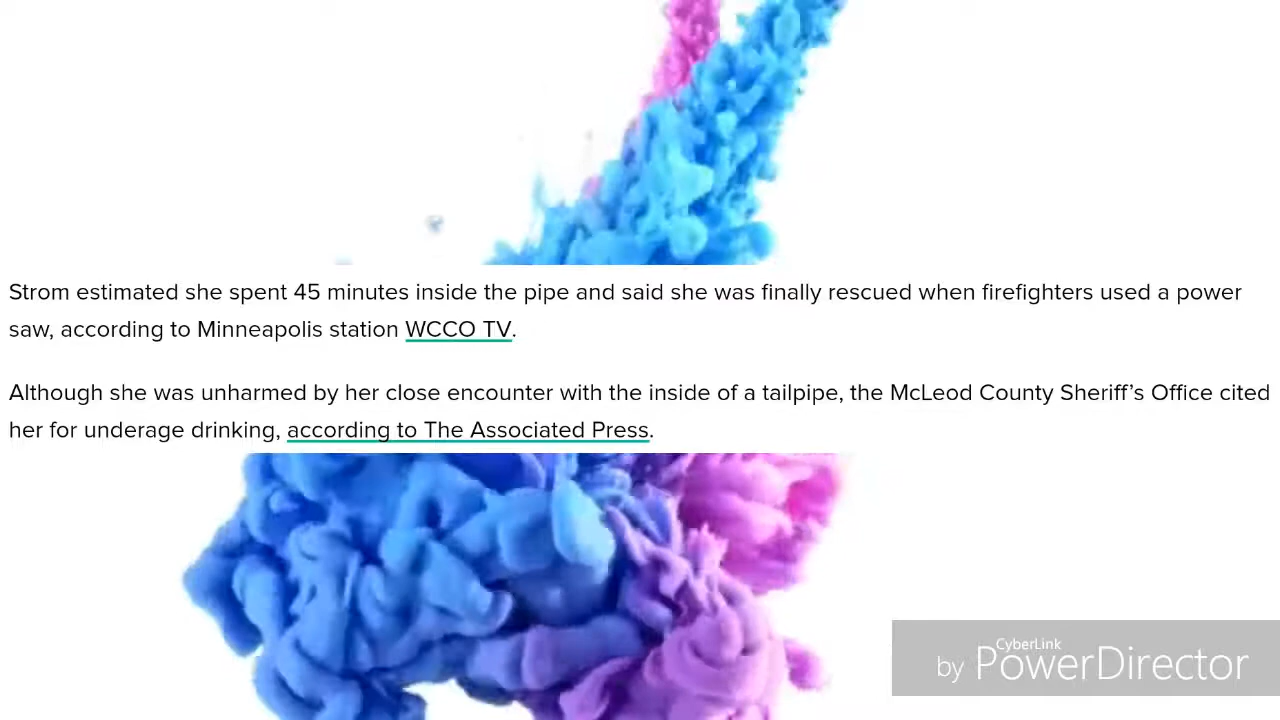 Strom estimated she spent 45 minutes inside the pipe and said she was finally rescued when firefighters used a power
saw, according to Minneapolis station WCCO TV.
Although she was unharmed by her close encounter with the inside of a tailpipe, the McLeod County Sheriff’s Office cited
her for underage drinking, according to The Associated Press.
CyberLink
by PowerDirector